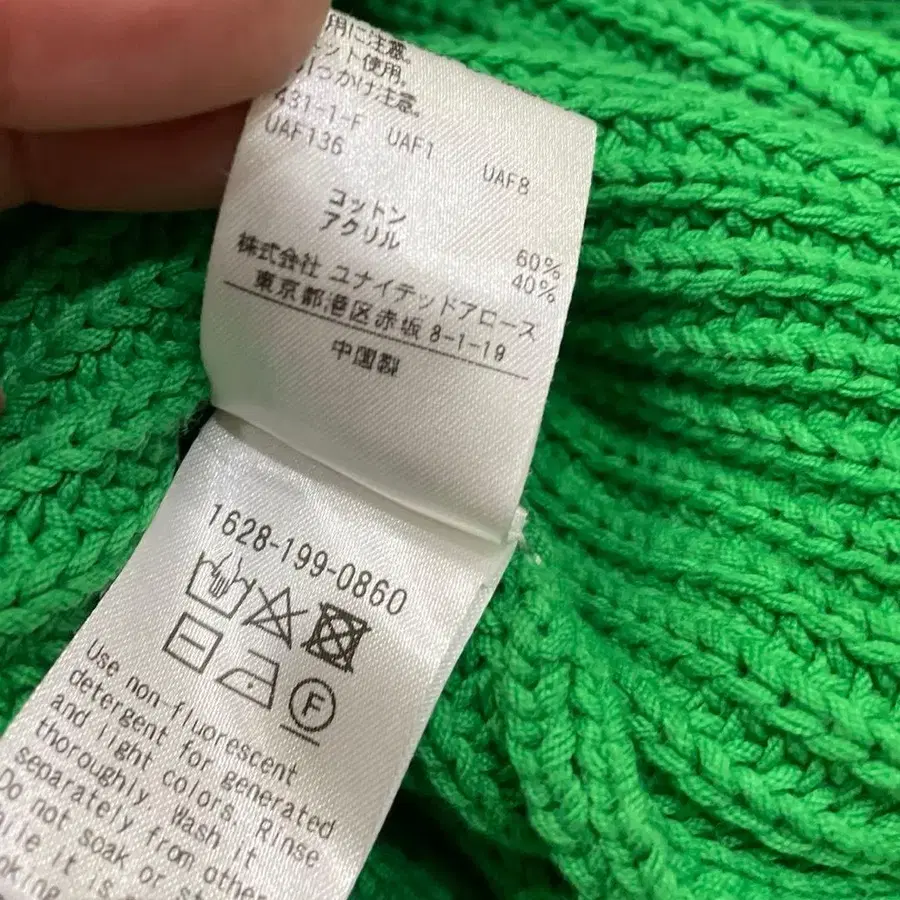 用に注意。
ント使用。
引っかけ注意。
431-1-F UAF1 UAF8
UAF136
コットン 60%
アクリル 40%
株式会社 ユナイテッドアローズ
東京都港区赤坂 8-1-19
中国製
1628-199-0860
F
Use non fluorescent
detergent for generated
and light colors. Rinse
thoroughly. Wash it
separately from other
Do not soak or
it is